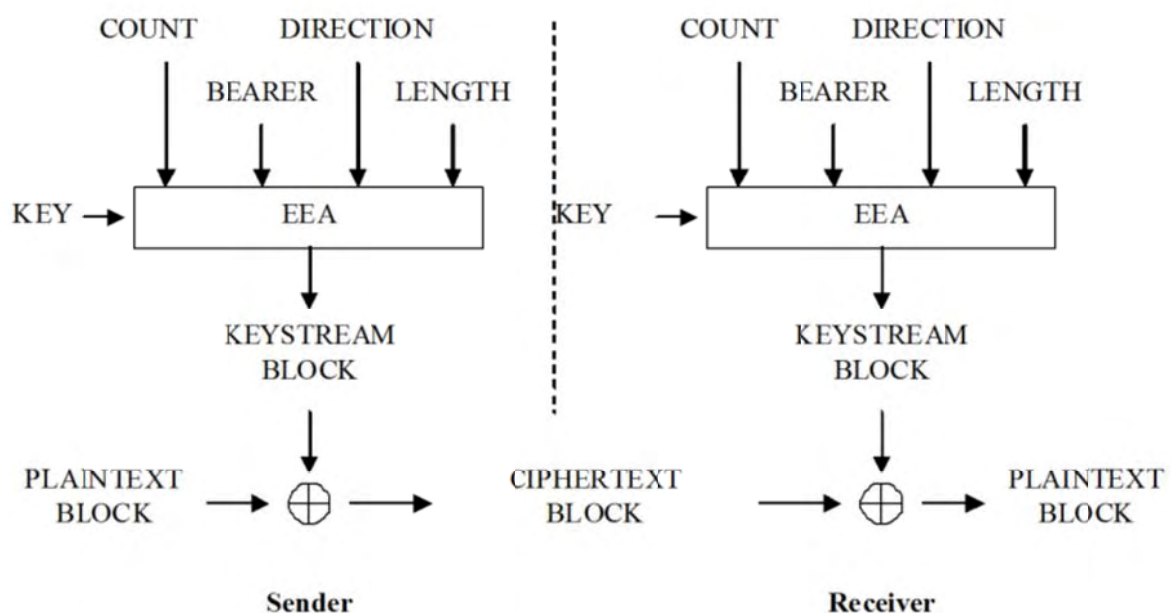 COUNT DIRECTION COUNT DIRECTION
BEARER LENGTH BEARER LENGTH
KEY EEA KEY EEA
KEYSTREAM KEYSTREAM
BLOCK BLOCK
PLAINTEXT CIPHERTEXT PLAINTEXT
BLOCK BLOCK BLOCK
Sender Receiver